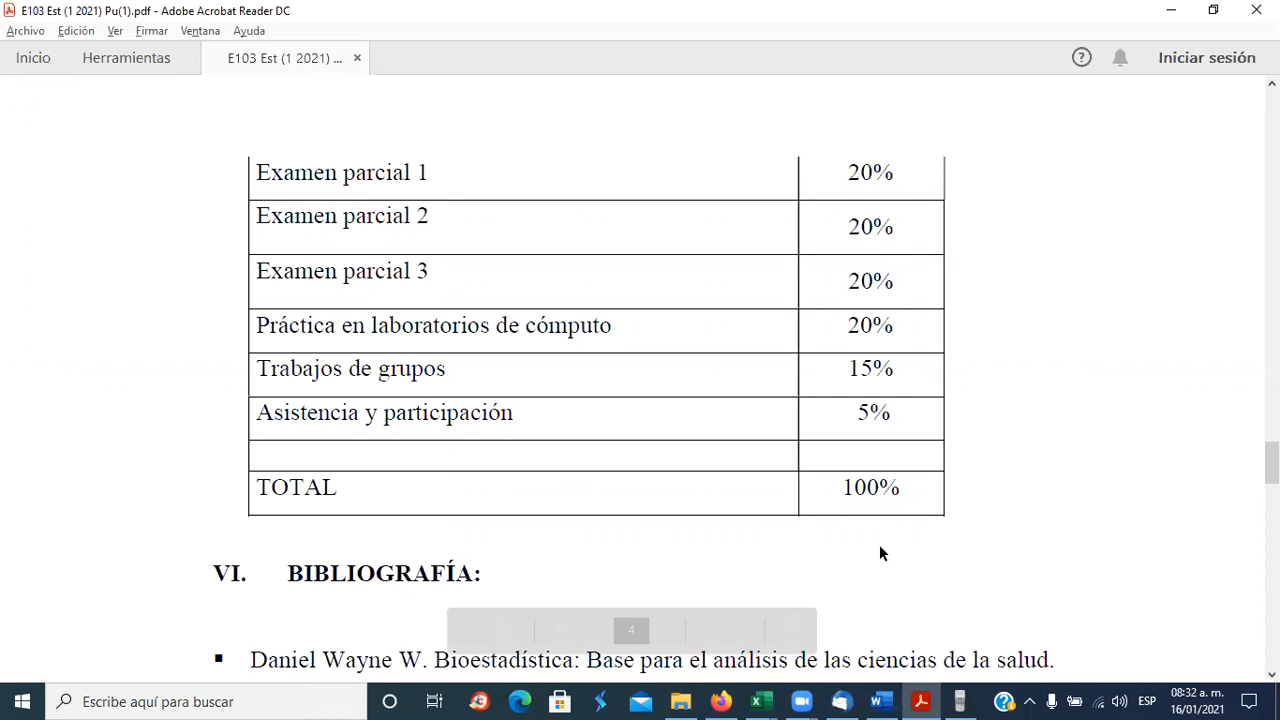 E103 Est (1 2021) Pu(1).pdf - Adobe Acrobat Reader DC
Archivo Edición Ver Firmar Ventana Ayuda
Inicio Herramientas E103 Est (1 2021) ... × Iniciar sesión
Examen parcial 1 20%
Examen parcial 2 20%
Examen parcial 3 20%
Práctica en laboratorios de cómputo 20%
Trabajos de grupos 15%
Asistencia y participación 5%
TOTAL 100%
VI. BIBLIOGRAFÍA:
4
▪ Daniel Wayne W. Bioestadística: Base para el análisis de las ciencias de la salud.
Escribe aquí para buscar ESP 08:32 a. m.
16/01/2021